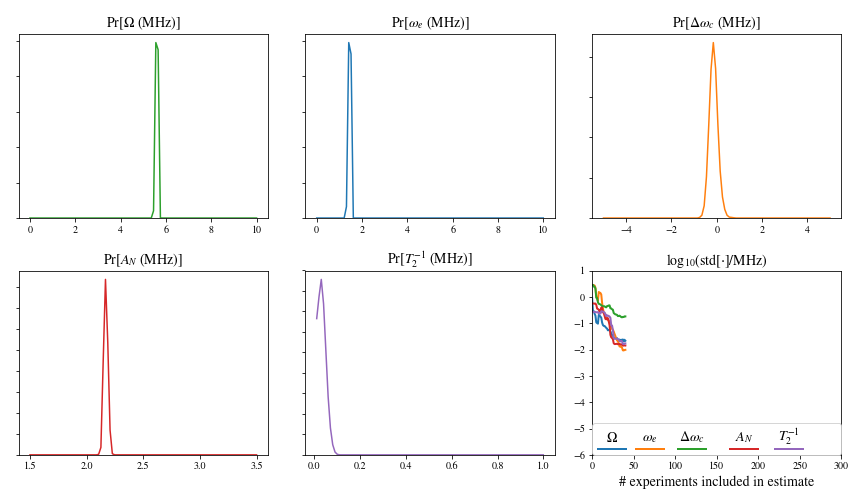 Pr[Ω (MHz)]
Pr[ω_e (MHz)]
Pr[Δω_c (MHz)]
0 2 4 6 8 10
0 2 4 6 8 10
−4 −2 0 2 4
Pr[A_N (MHz)]
Pr[T_2^{-1} (MHz)]
log_10(std[·]/MHz)
1
0
−1
−2
−3
−4
−5
−6
Ω ω_e Δω_c A_N T_2^{-1}
1.5 2.0 2.5 3.0 3.5
0.0 0.2 0.4 0.6 0.8 1.0
0 50 100 150 200 250 300
# experiments included in estimate